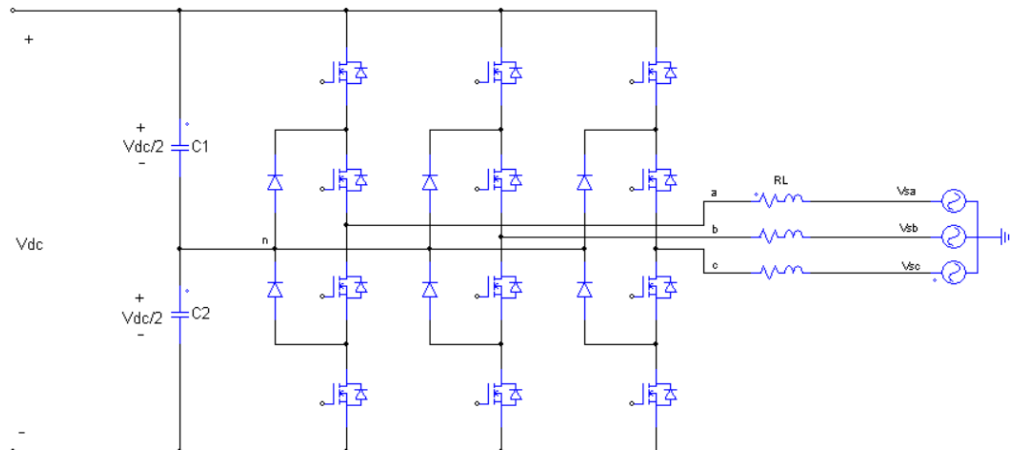 +
+
Vdc/2
-
C1
RL
a
Vsa
b
Vsb
n
c
Vsc
Vdc
+
Vdc/2
-
C2
-